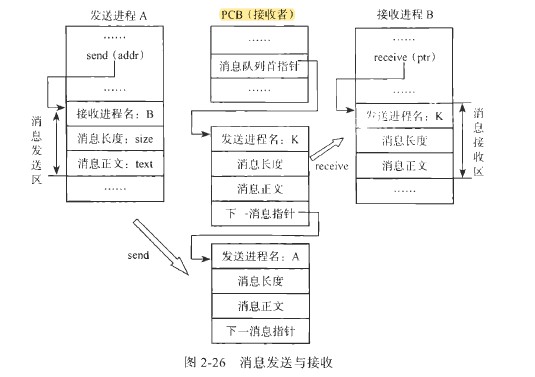 发送进程 A
……
send (addr)
……
接收进程名：B
消息长度：size
消息正文：text
……
消息发送区
PCB（接收者）
……
消息队列首指针
……
发送进程名：K
消息长度
消息正文
下一消息指针
receive
send
发送进程名：A
消息长度
消息正文
下一消息指针
接收进程 B
……
receive (ptr)
……
发送进程名：K
消息长度
消息正文
……
消息接收区
图 2-26 消息发送与接收